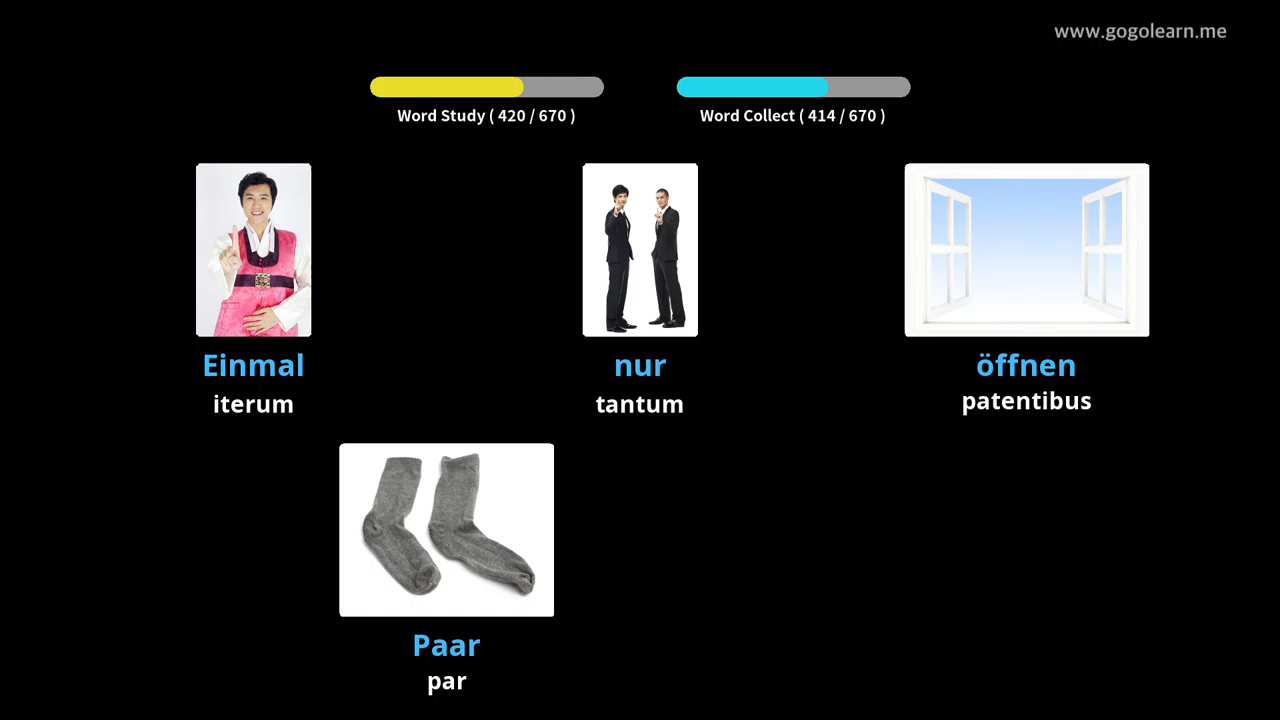 www.gogolearn.me
Word Study ( 420 / 670 )
Word Collect ( 414 / 670 )
Einmal
iterum
nur
tantum
öffnen
patentibus
Paar
par